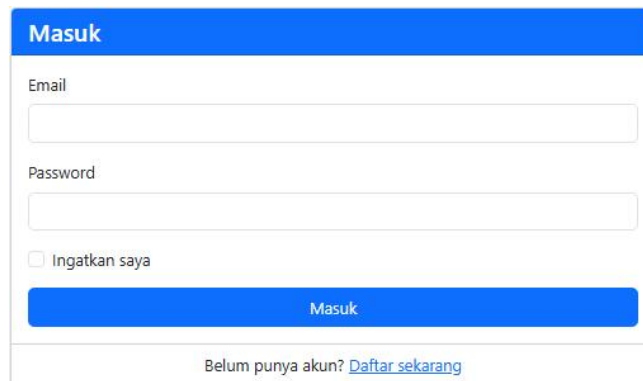 Masuk
Email
Password
Ingatkan saya
Masuk
Belum punya akun? Daftar sekarang